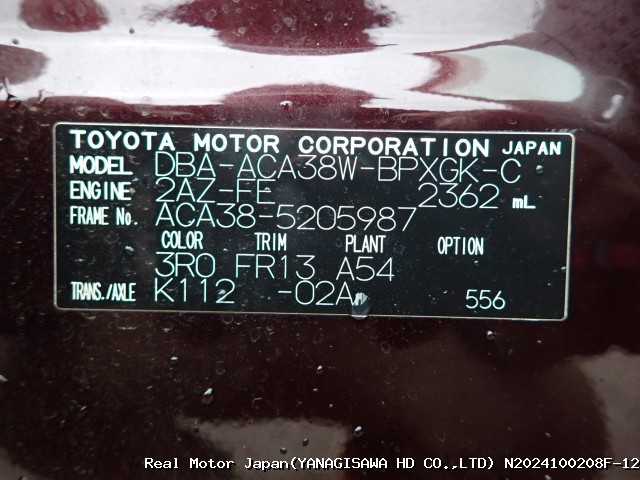 TOYOTA MOTOR CORPORATION JAPAN
MODEL DBA-ACA38W-BPXGK-C
ENGINE 2AZ-FE 2362 mL
FRAME No. ACA38-5205987
COLOR TRIM PLANT OPTION
3R0 FR13 A54
TRANS./AXLE K112 -02A 556
Real Motor Japan(YANAGISAWA HD CO.,LTD) N2024100208F-12